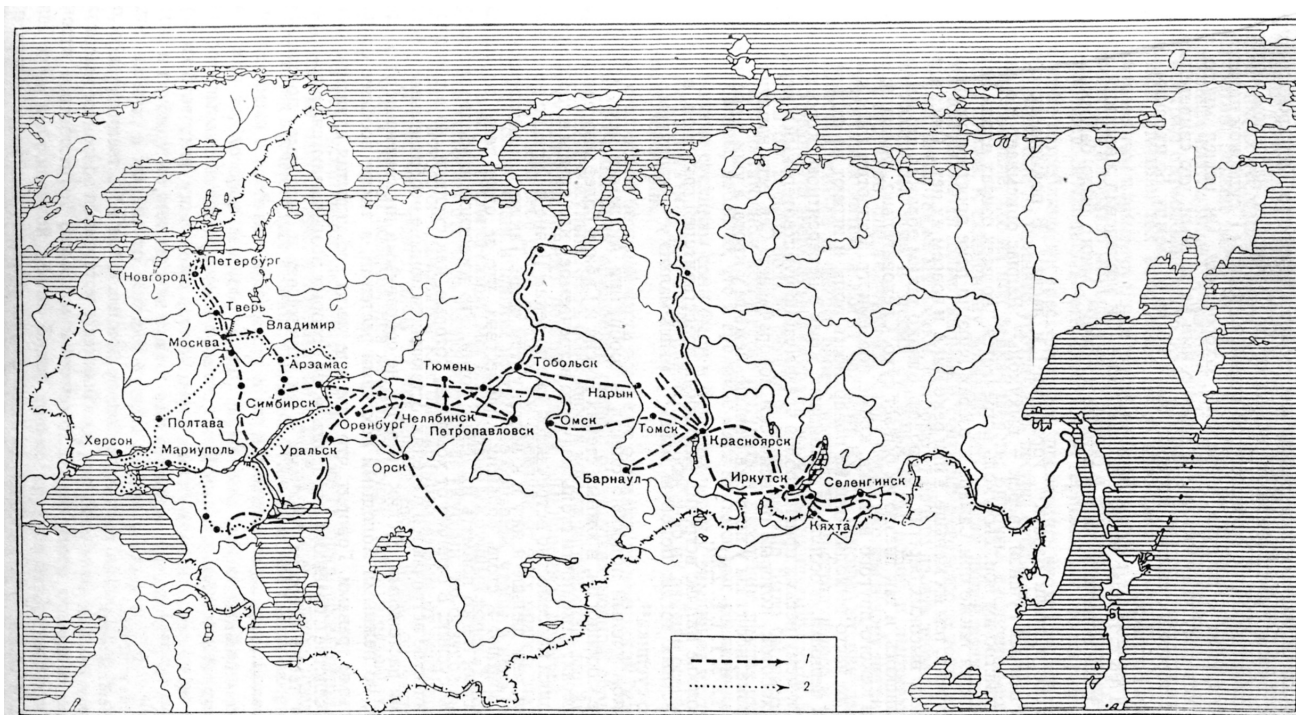 Петербург
Новгород
Тверь
Владимир
Москва
Арзамас
Тюмень
Тобольск
Симбирск
Нарын
Полтава
Оренбург
Челябинск
Омск
Томск
Петропавловск
Херсон
Мариуполь
Уральск
Орск
Красноярск
Барнаул
Иркутск
Селенгинск
Кяхта
1
2